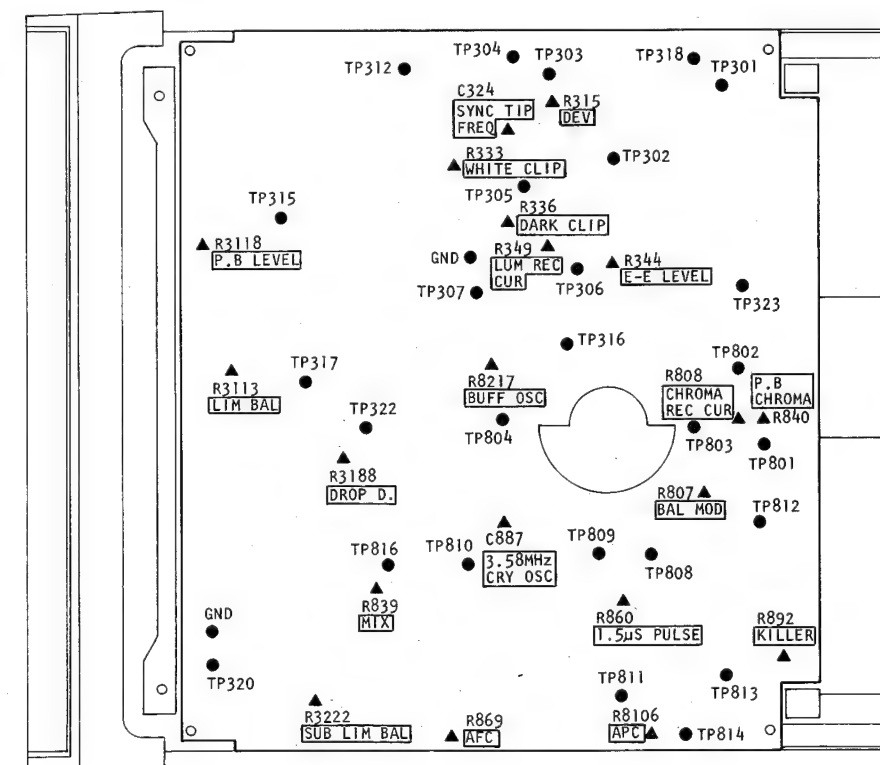 TP304
TP303
TP318
TP312
TP301
C324
SYNC TIP
FREQ
R315
DEV
R333
WHITE CLIP
TP302
TP305
TP315
R336
DARK CLIP
R3118
P.B LEVEL
GND
R349
LUM REC
CUR
R344
E-E LEVEL
TP307
TP306
TP323
TP316
TP317
TP802
R3113
LIM BAL
R8217
BUFF OSC
R808
CHROMA
REC CUR
P.B
CHROMA
R840
TP322
TP804
TP803
TP801
R3188
DROP D.
R807
BAL MOD
TP812
C887
3.58MHz
CRY OSC
TP816
TP810
TP809
TP808
R839
MIX
GND
R860
1.5µS PULSE
R892
KILLER
TP320
TP811
TP813
R3222
SUB LIM BAL
R869
AFC
R8106
APC
TP814